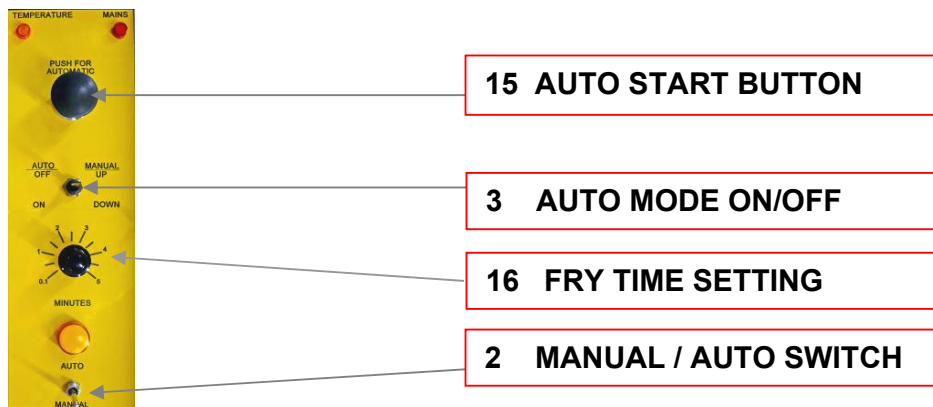 TEMPERATURE MAINS
PUSH FOR
AUTOMATIC
15 AUTO START BUTTON
AUTO MANUAL
OFF UP
ON DOWN
3 AUTO MODE ON/OFF
2 3
1 4
0.1 5
16 FRY TIME SETTING
MINUTES
AUTO
MANUAL
2 MANUAL / AUTO SWITCH